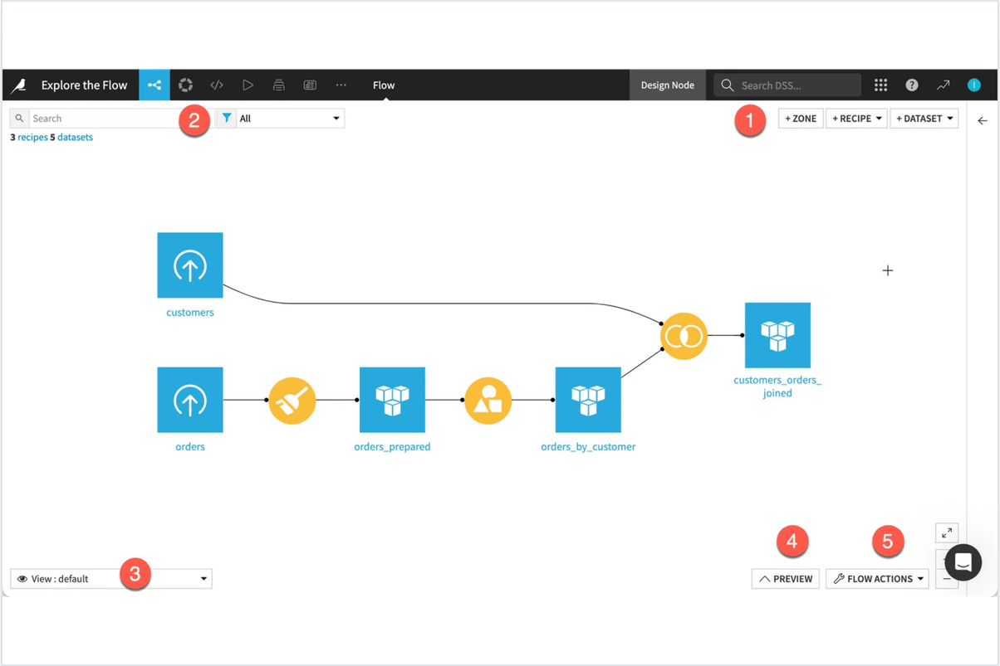 Explore the Flow
Flow
Design Node
Search DSS...
?
I
Search
2
All
1
+ ZONE
+ RECIPE
+ DATASET
3 recipes 5 datasets
customers
customers_orders_
joined
orders
orders_prepared
orders_by_customer
4
5
View : default
3
PREVIEW
FLOW ACTIONS